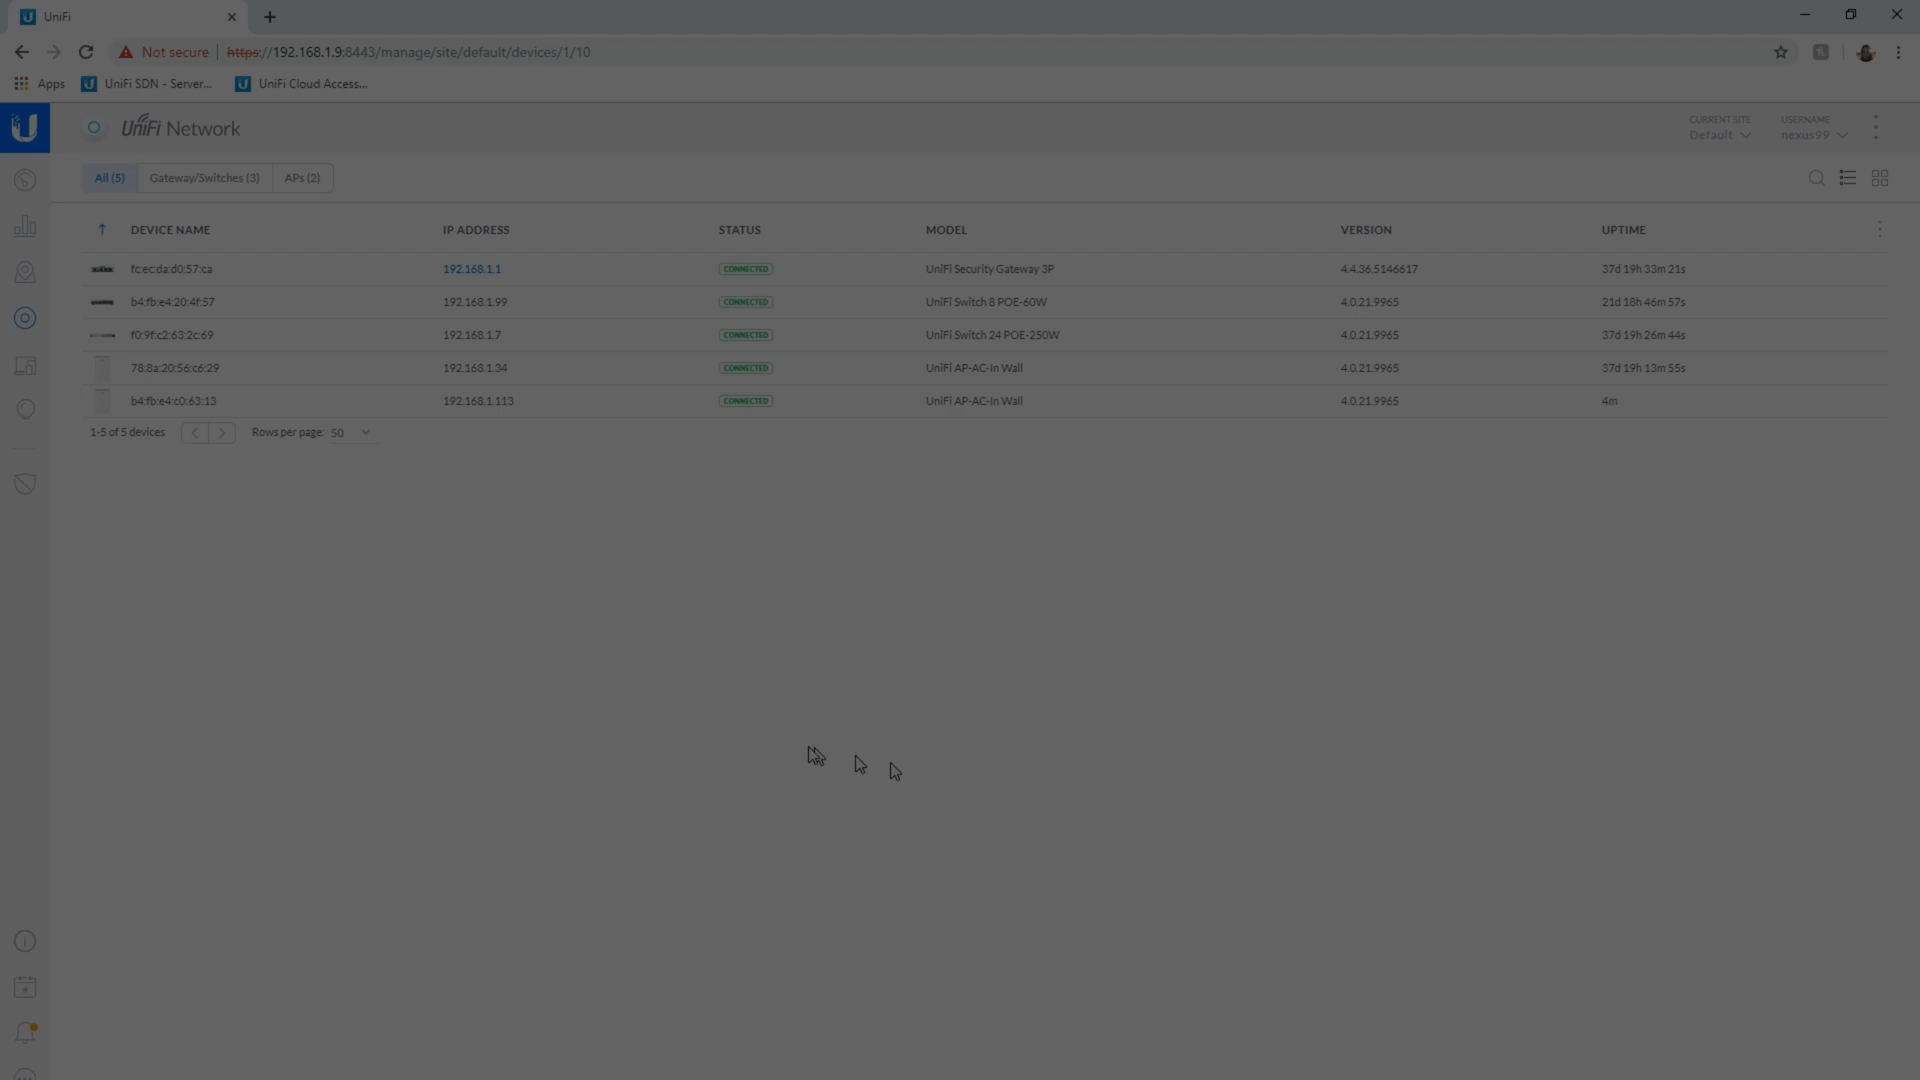 UniFi
Not secure | https://192.168.1.9:8443/manage/site/default/devices/1/10
Apps UniFi SDN - Server... UniFi Cloud Access...
UniFi Network
CURRENT SITE USERNAME
Default nexus99
All (5) Gateway/Switches (3) APs (2)
DEVICE NAME IP ADDRESS STATUS MODEL VERSION UPTIME
fc:ec:da:d0:57:ca 192.168.1.1 CONNECTED UniFi Security Gateway 3P 4.4.36.5146617 37d 19h 33m 21s
b4:fb:e4:20:4f:57 192.168.1.99 CONNECTED UniFi Switch 8 POE-60W 4.0.21.9965 21d 18h 46m 57s
f0:9f:c2:63:2c:69 192.168.1.7 CONNECTED UniFi Switch 24 POE-250W 4.0.21.9965 37d 19h 26m 44s
78:8a:20:56:c6:29 192.168.1.34 CONNECTED UniFi AP-AC-In Wall 4.0.21.9965 37d 19h 13m 55s
b4:fb:e4:c0:63:13 192.168.1.113 CONNECTED UniFi AP-AC-In Wall 4.0.21.9965 4m
1-5 of 5 devices Rows per page: 50